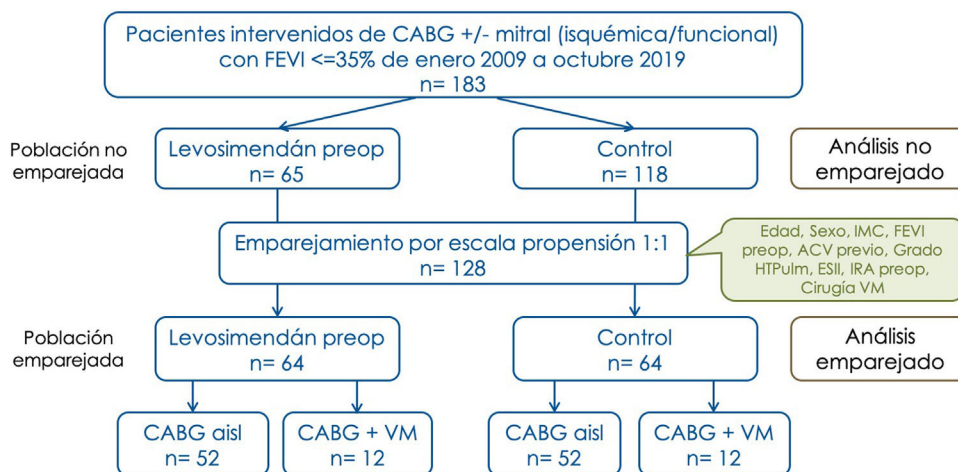 Pacientes intervenidos de CABG +/- mitral (isquémica/funcional)
con FEVI <=35% de enero 2009 a octubre 2019
n= 183
Población no
emparejada
Levosimendán preop
n= 65
Control
n= 118
Análisis no
emparejado
Emparejamiento por escala propensión 1:1
n= 128
Edad, Sexo, IMC, FEVI
preop, ACV previo, Grado
HTPulm, ESII, IRA preop,
Cirugía VM
Población
emparejada
Levosimendán preop
n= 64
Control
n= 64
Análisis
emparejado
CABG aisl
n= 52
CABG + VM
n= 12
CABG aisl
n= 52
CABG + VM
n= 12